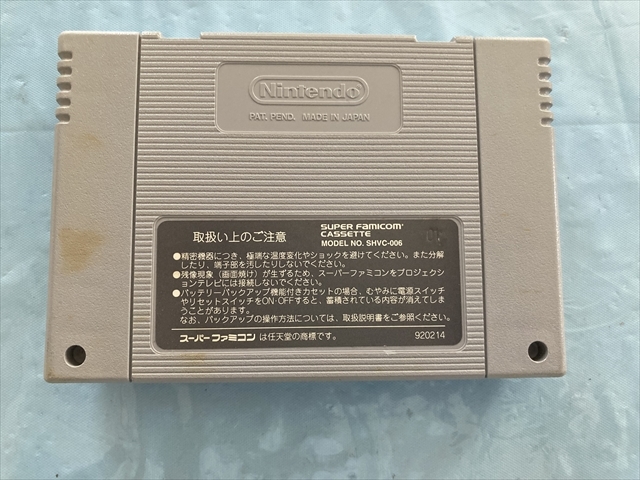 Nintendo
PAT. PEND. MADE IN JAPAN
取扱い上のご注意
SUPER FAMICOM
CASSETTE
MODEL NO. SHVC-006
●精密機器につき、極端な温度変化やショックを避けてください。また分解
したり、端子部を汚したりしないでください。
●残像現象（画面焼け）が生ずるため、スーパーファミコンをプロジェクシ
ョンテレビには接続しないでください。
●バッテリーバックアップ機能付きカセットの場合、むやみに電源スイッチ
やリセットスイッチをON·OFFすると、蓄積されている内容が消えてしま
うことがあります。
なお、バックアップの操作方法については、取扱説明書をご参照ください。
スーパーファミコン は任天堂の商標です。
920214